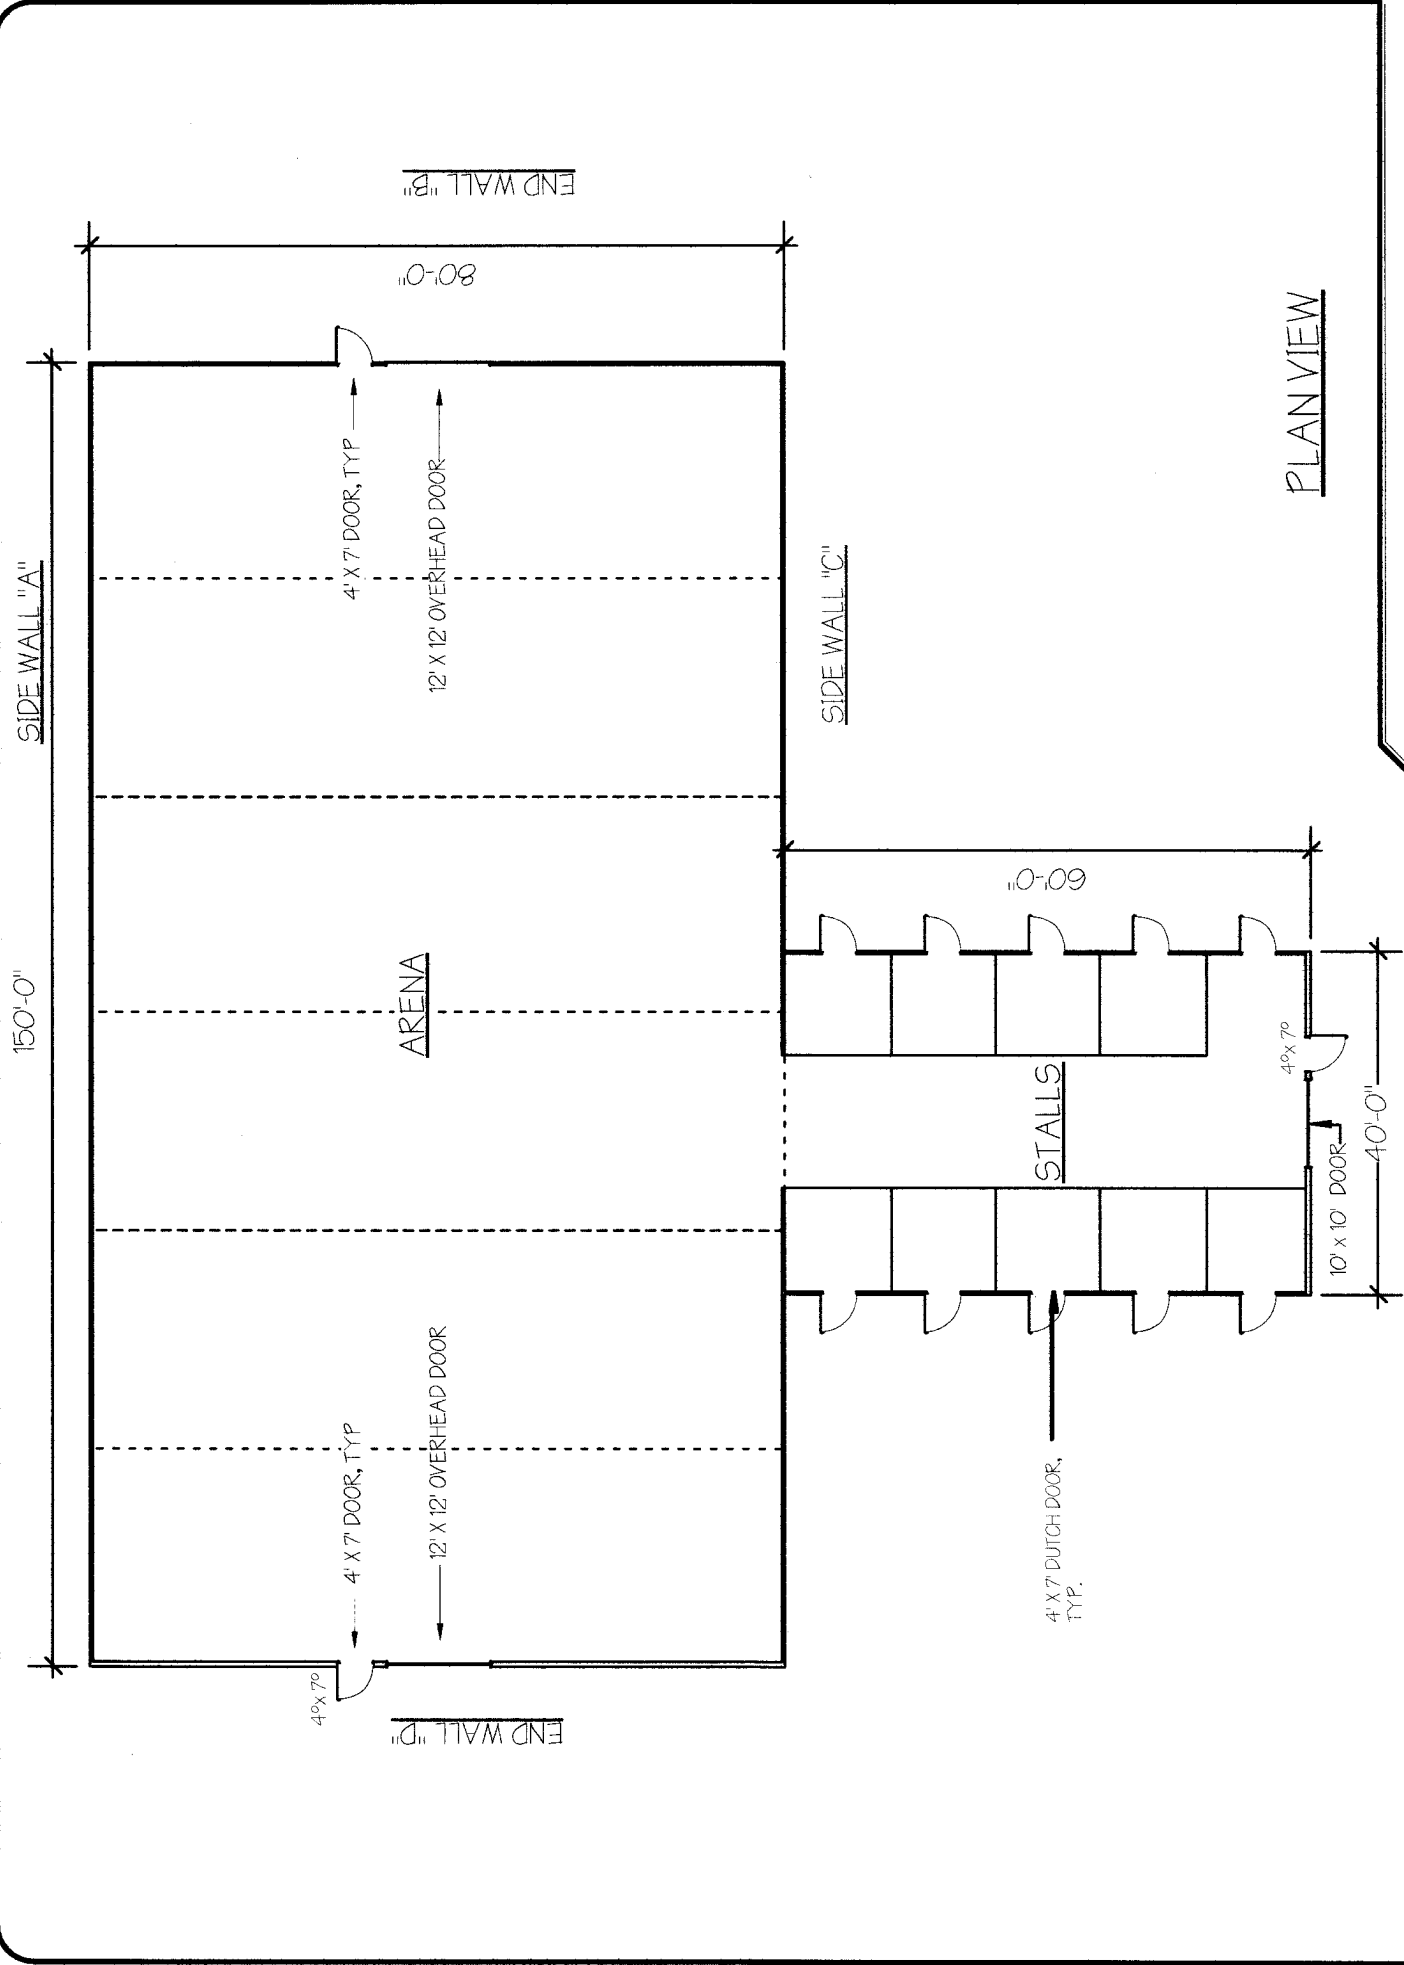 SIDE WALL "A"
150'-0"
END WALL "B"
80'-0"
4' X 7' DOOR, TYP
12' X 12' OVERHEAD DOOR
ARENA
4' X 7' DOOR, TYP
12' X 12' OVERHEAD DOOR
4⁰x 7⁰
END WALL "D"
SIDE WALL "C"
60'-0"
STALLS
4⁰x 7⁰
10' x 10' DOOR
40'-0"
4' X 7' DUTCH DOOR,
TYP.
PLAN VIEW